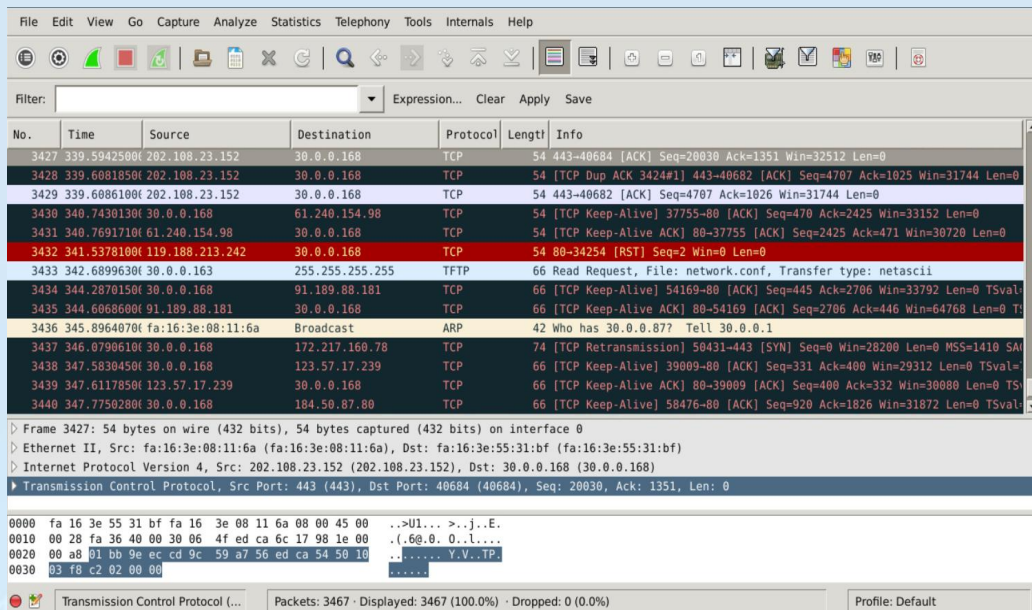 File Edit View Go Capture Analyze Statistics Telephony Tools Internals Help
Filter: Expression... Clear Apply Save
No. Time Source Destination Protocol Length Info
3427 339.5942500( 202.108.23.152 30.0.0.168 TCP 54 443→40684 [ACK] Seq=20030 Ack=1351 Win=32512 Len=0
3428 339.6081850( 202.108.23.152 30.0.0.168 TCP 54 [TCP Dup ACK 3424#1] 443→40682 [ACK] Seq=4707 Ack=1025 Win=31744 Len=0
3429 339.6086100( 202.108.23.152 30.0.0.168 TCP 54 443→40682 [ACK] Seq=4707 Ack=1026 Win=31744 Len=0
3430 340.7430130( 30.0.0.168 61.240.154.98 TCP 54 [TCP Keep-Alive] 37755→80 [ACK] Seq=470 Ack=2425 Win=33152 Len=0
3431 340.7691710( 61.240.154.98 30.0.0.168 TCP 54 [TCP Keep-Alive ACK] 80→37755 [ACK] Seq=2425 Ack=471 Win=30720 Len=0
3432 341.5378100( 119.188.213.242 30.0.0.168 TCP 54 80→34254 [RST] Seq=2 Win=0 Len=0
3433 342.6899630( 30.0.0.163 255.255.255.255 TFTP 66 Read Request, File: network.conf, Transfer type: netascii
3434 344.2870150( 30.0.0.168 91.189.88.181 TCP 66 [TCP Keep-Alive] 54169→80 [ACK] Seq=445 Ack=2706 Win=33792 Len=0 TSval=
3435 344.6068600( 91.189.88.181 30.0.0.168 TCP 66 [TCP Keep-Alive ACK] 80→54169 [ACK] Seq=2706 Ack=446 Win=64768 Len=0
3436 345.8964070( fa:16:3e:08:11:6a Broadcast ARP 42 Who has 30.0.0.87? Tell 30.0.0.1
3437 346.0790610( 30.0.0.168 172.217.160.78 TCP 74 [TCP Retransmission] 50431→443 [SYN] Seq=0 Win=28200 Len=0 MSS=1410
3438 347.5830450( 30.0.0.168 123.57.17.239 TCP 66 [TCP Keep-Alive] 39009→80 [ACK] Seq=331 Ack=400 Win=29312 Len=0 TSval=
3439 347.6117850( 123.57.17.239 30.0.0.168 TCP 66 [TCP Keep-Alive ACK] 80→39009 [ACK] Seq=400 Ack=332 Win=30080 Len=0
3440 347.7750280( 30.0.0.168 184.50.87.80 TCP 66 [TCP Keep-Alive] 58476→80 [ACK] Seq=920 Ack=1826 Win=31872 Len=0 TSval=
Frame 3427: 54 bytes on wire (432 bits), 54 bytes captured (432 bits) on interface 0
Ethernet II, Src: fa:16:3e:08:11:6a (fa:16:3e:08:11:6a), Dst: fa:16:3e:55:31:bf (fa:16:3e:55:31:bf)
Internet Protocol Version 4, Src: 202.108.23.152 (202.108.23.152), Dst: 30.0.0.168 (30.0.0.168)
Transmission Control Protocol, Src Port: 443 (443), Dst Port: 40684 (40684), Seq: 20030, Ack: 1351, Len: 0
0000 fa 16 3e 55 31 bf fa 16 3e 08 11 6a 08 00 45 00 ..>U1... >..j..E.
0010 00 28 fa 36 40 00 30 06 4f ed ca 6c 17 98 1e 00 .(.6@.0. O..l....
0020 00 a8 01 bb 9e ec cd 9c 59 a7 56 ed ca 54 50 10 ........ Y.V..TP.
0030 03 f8 c2 02 00 00 ......
Transmission Control Protocol (... Packets: 3467 · Displayed: 3467 (100.0%) · Dropped: 0 (0.0%) Profile: Default